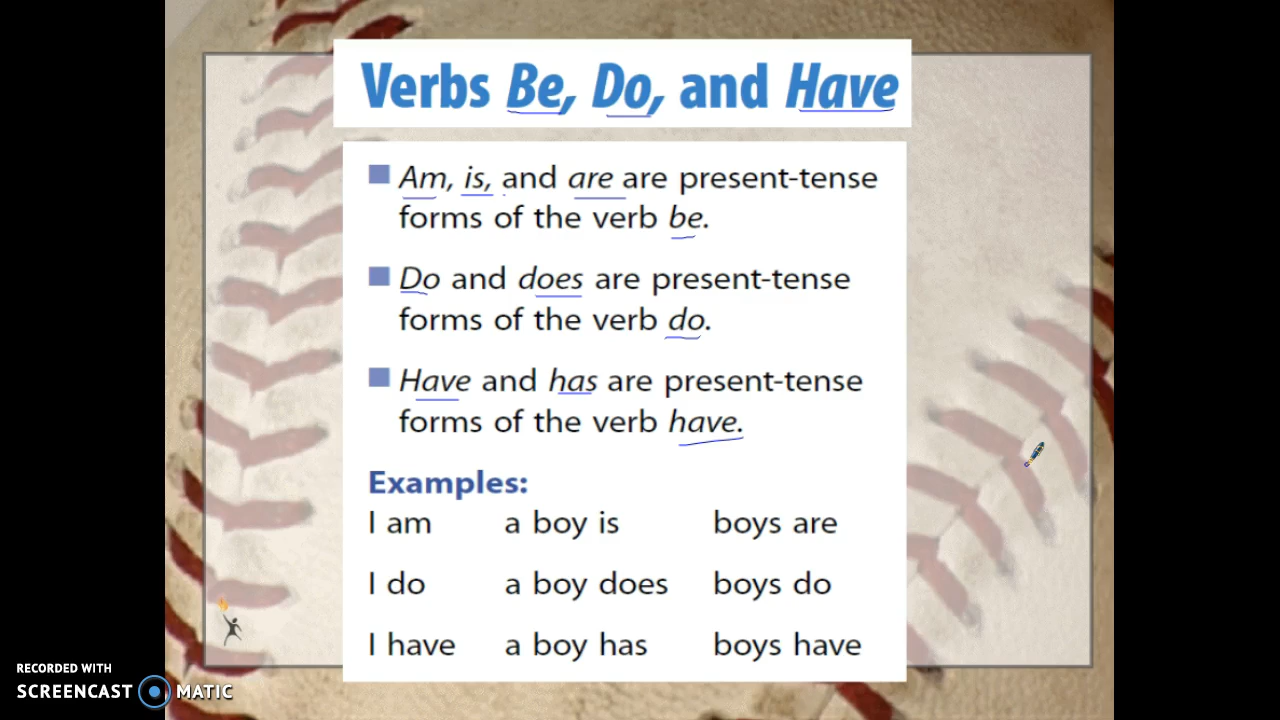 Verbs Be, Do, and Have
Am, is, and are are present-tense
forms of the verb be.
Do and does are present-tense
forms of the verb do.
Have and has are present-tense
forms of the verb have.
Examples:
I am a boy is boys are
I do a boy does boys do
I have a boy has boys have
RECORDED WITH
SCREENCAST MATIC